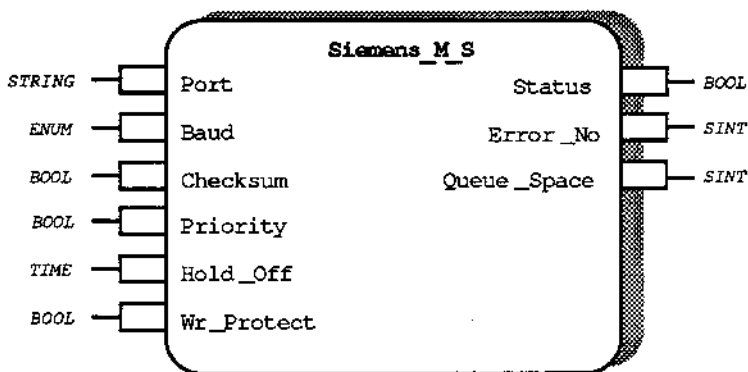 Siemens_M_S
STRING Port Status BOOL
ENUM Baud Error_No SINT
BOOL Checksum Queue_Space SINT
BOOL Priority
TIME Hold_Off
BOOL Wr_Protect